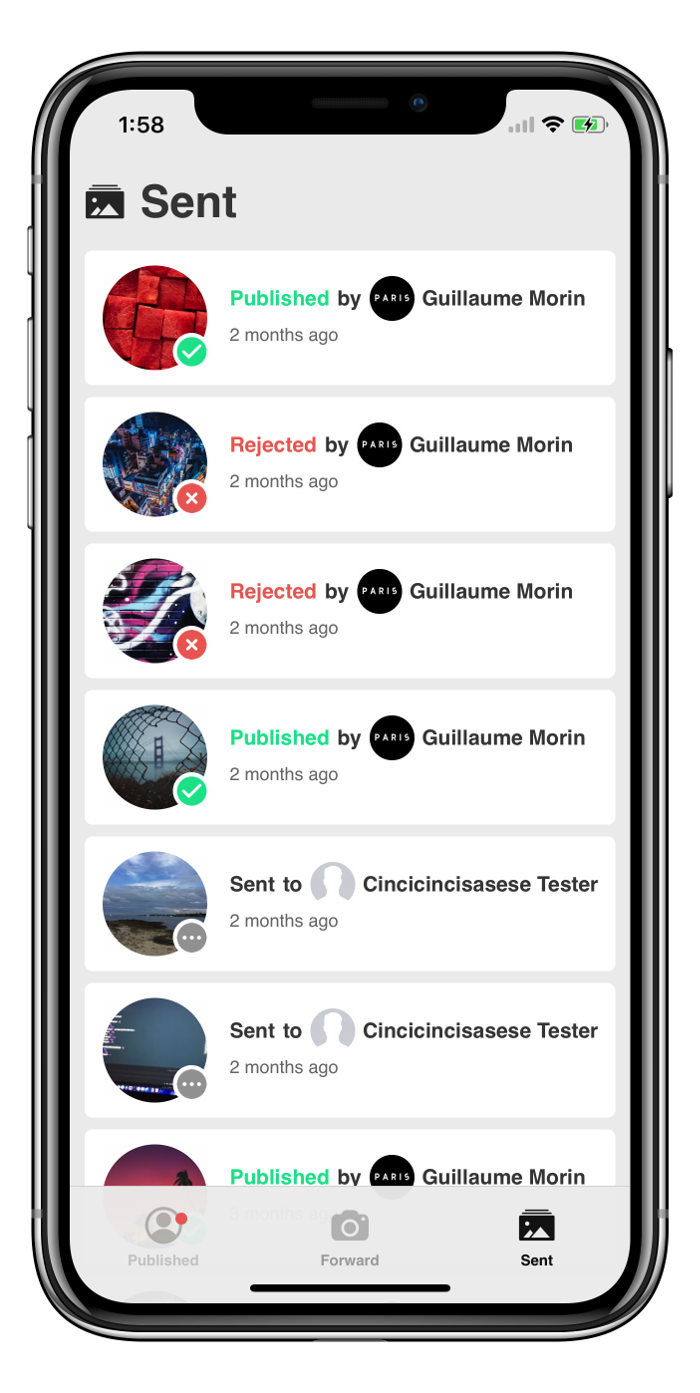 1:58
Sent
Published by PARIS Guillaume Morin
2 months ago
Rejected by PARIS Guillaume Morin
2 months ago
Rejected by PARIS Guillaume Morin
2 months ago
Published by PARIS Guillaume Morin
2 months ago
Sent to Cincicincisasese Tester
2 months ago
Sent to Cincicincisasese Tester
2 months ago
Published by PARIS Guillaume Morin
Published
Forward
Sent